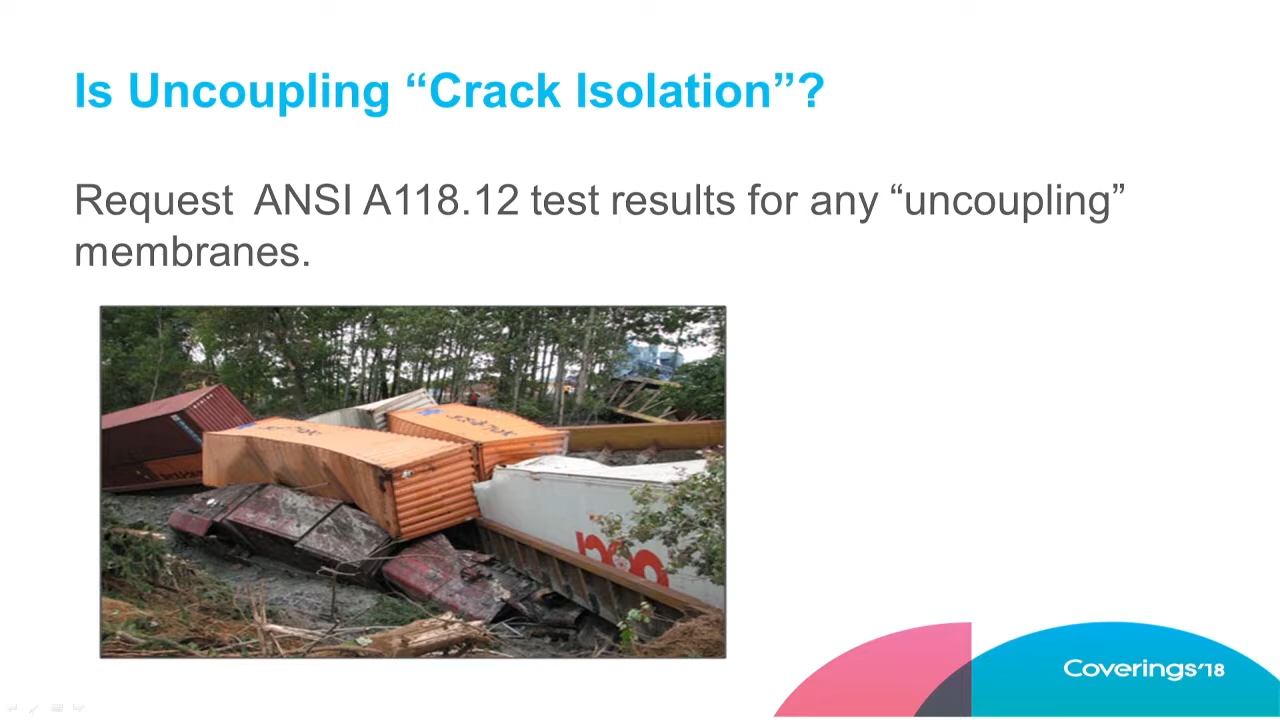 Is Uncoupling “Crack Isolation”?
Request  ANSI A118.12 test results for any “uncoupling”
membranes.
Coverings’18